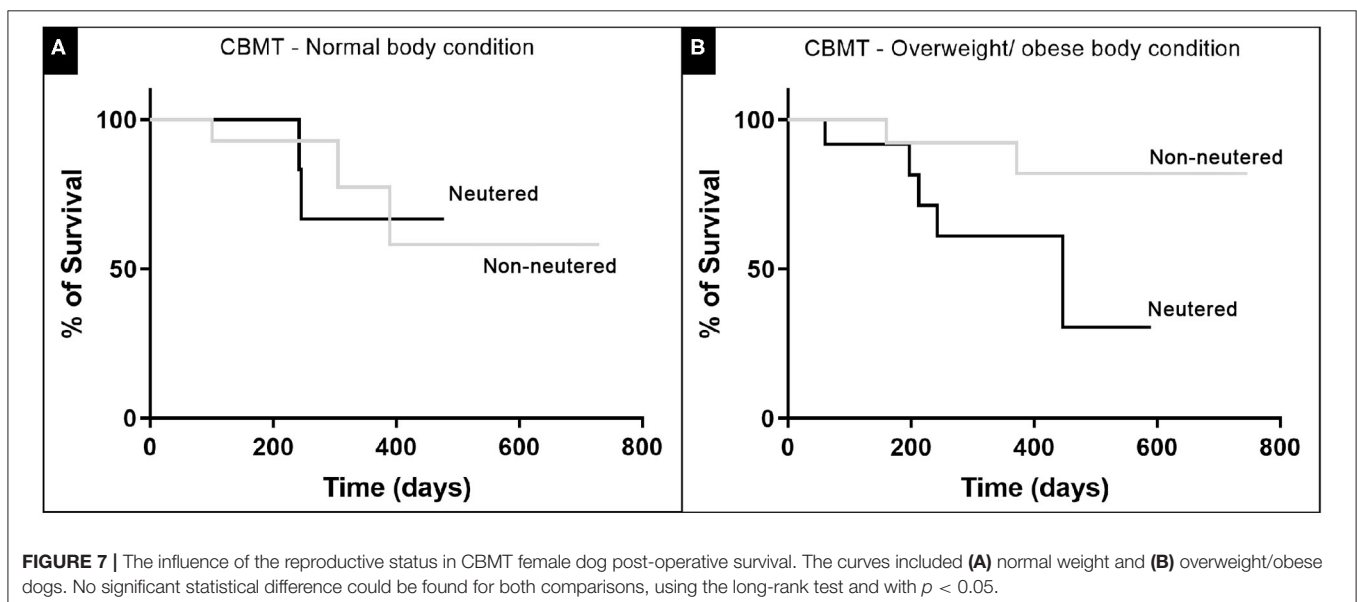 A
CBMT - Normal body condition
100
50
0
% of Survival
Neutered
Non-neutered
0 200 400 600 800
Time (days)
B
CBMT - Overweight/ obese body condition
100
50
0
% of Survival
Non-neutered
Neutered
0 200 400 600 800
Time (days)
FIGURE 7 | The influence of the reproductive status in CBMT female dog post-operative survival. The curves included (A) normal weight and (B) overweight/obese
dogs. No significant statistical difference could be found for both comparisons, using the long-rank test and with p < 0.05.